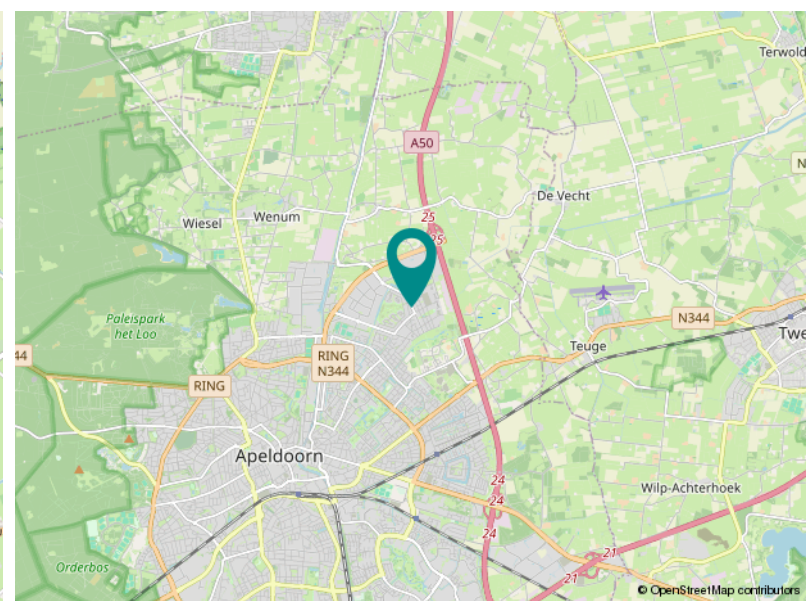 Terwold
A50
N
De Vecht
25
Wiesel
Wenum
25
Paleispark
het Loo
N344
Twe
44
RING
N344
Teuge
RING
Apeldoorn
24
24
Wilp-Achterhoek
24
21
Orderbos
21
© OpenStreetMap contributors